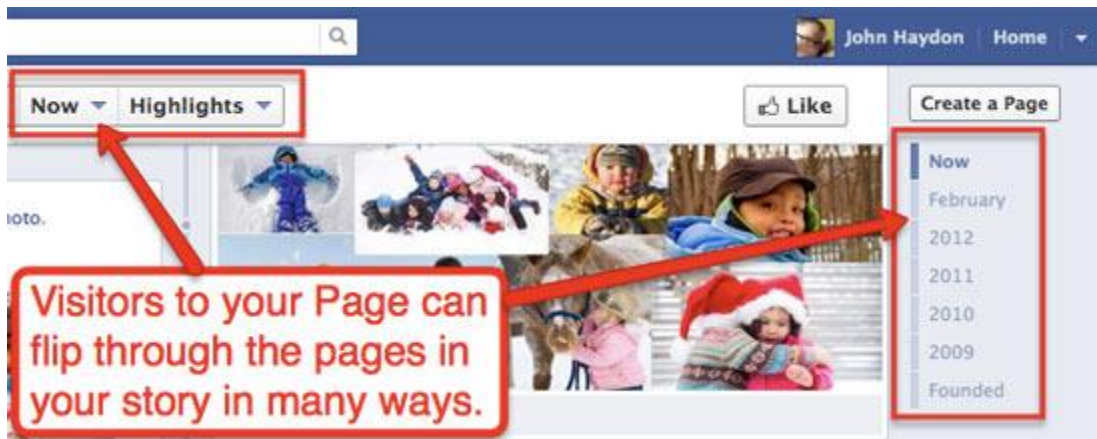 John Haydon Home
Now Highlights
Like
Create a Page
Now
February
2012
2011
2010
2009
Founded
oto.
Visitors to your Page can
flip through the pages in
your story in many ways.